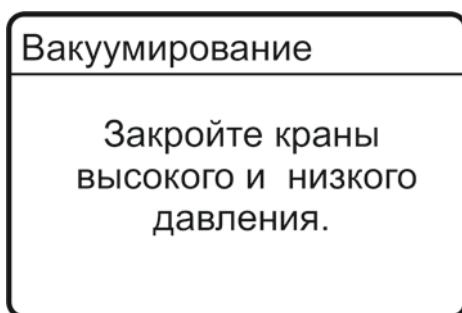 Вакуумирование
Закройте краны
высокого и низкого
давления.